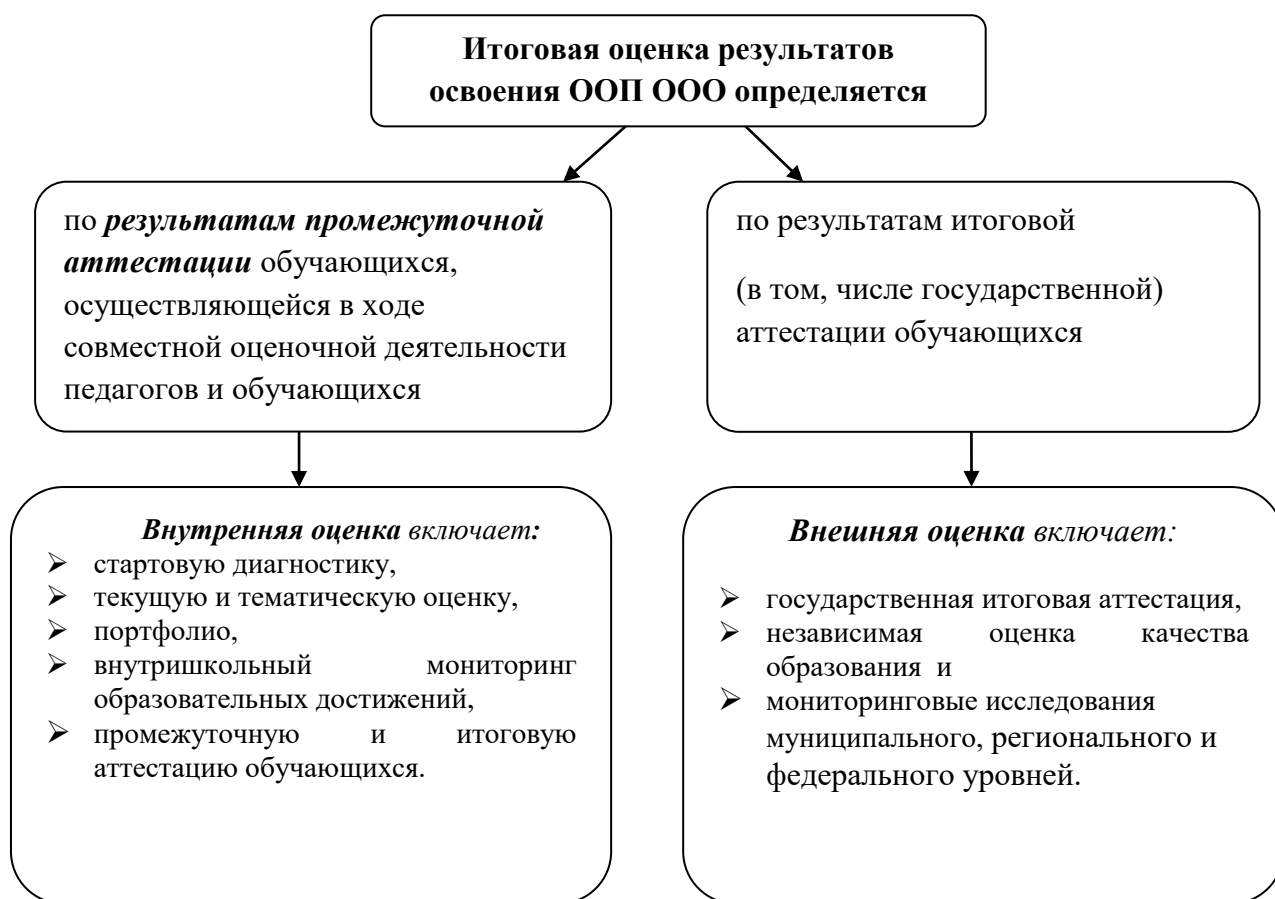 Итоговая оценка результатов
освоения ООП ООО определяется
по результатам промежуточной
аттестации обучающихся,
осуществляющейся в ходе
совместной оценочной деятельности
педагогов и обучающихся
по результатам итоговой
(в том, числе государственной)
аттестации обучающихся
Внутренняя оценка включает:
➢ стартовую диагностику,
➢ текущую и тематическую оценку,
➢ портфолио,
➢ внутришкольный мониторинг
образовательных достижений,
➢ промежуточную и итоговую
аттестацию обучающихся.
Внешняя оценка включает:
➢ государственная итоговая аттестация,
➢ независимая оценка качества
образования и
➢ мониторинговые исследования
муниципального, регионального и
федерального уровней.